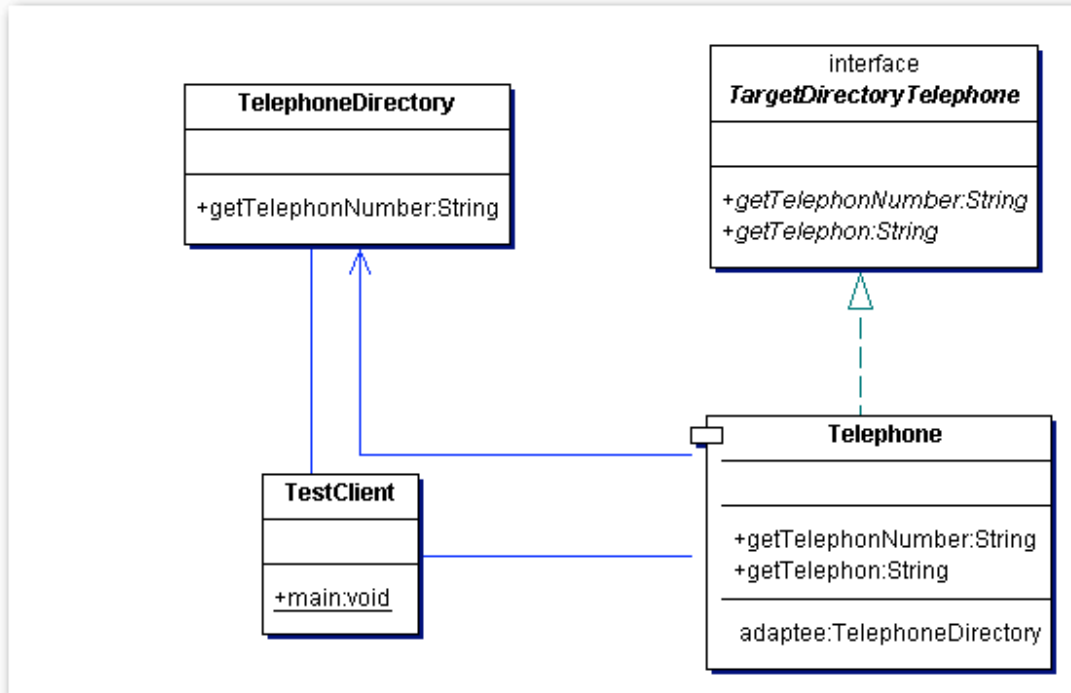 TelephoneDirectory
+getTelephonNumber:String
interface
TargetDirectoryTelephone
+getTelephonNumber:String
+getTelephon:String
TestClient
+main:void
Telephone
+getTelephonNumber:String
+getTelephon:String
adaptee:TelephoneDirectory